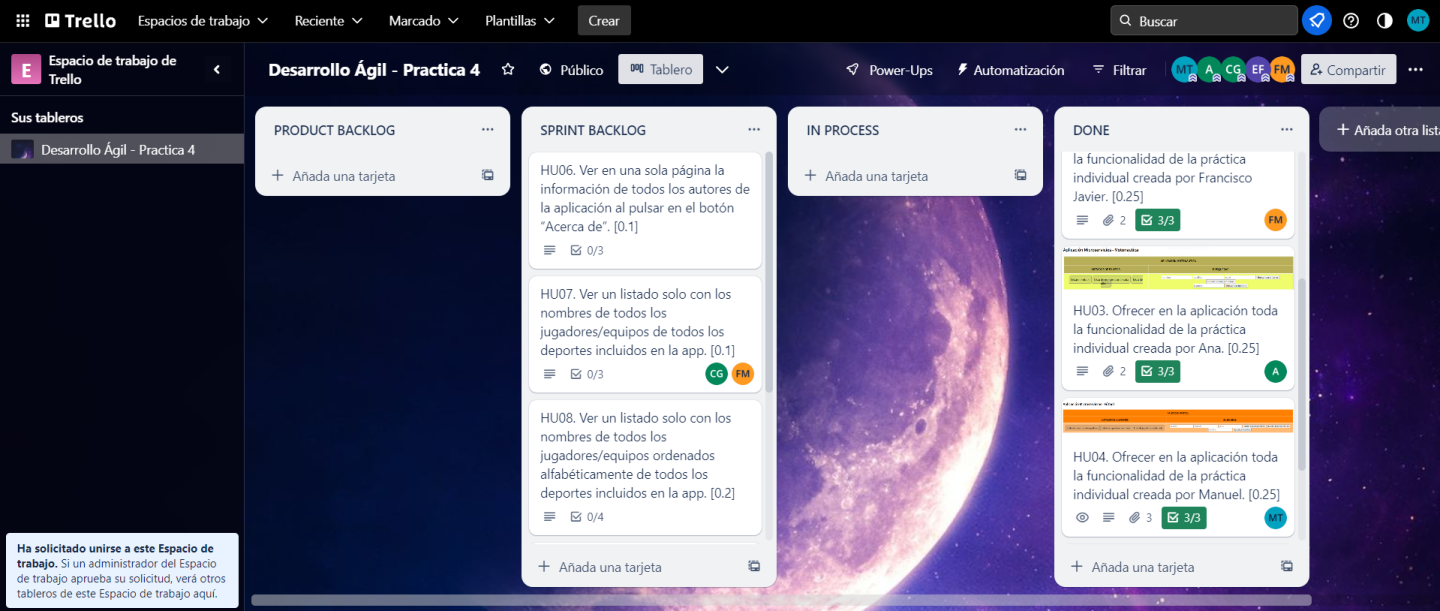 Trello
Espacios de trabajo
Reciente
Marcado
Plantillas
Crear
Buscar
MT
E
Espacio de trabajo de
Trello
Desarrollo Ágil - Practica 4
Público
Tablero
Power-Ups
Automatización
Filtrar
MT
A
CG
EF
FM
Compartir
Sus tableros
Desarrollo Ágil - Practica 4
Ha solicitado unirse a este Espacio de
trabajo. Si un administrador del Espacio
de trabajo aprueba su solicitud, verá otros
tableros de este Espacio de trabajo aquí.
PRODUCT BACKLOG
Añada una tarjeta
SPRINT BACKLOG
HU06. Ver en una sola página la
información de todos los autores de
la aplicación al pulsar en el botón
“Acerca de”. [0.1]
0/3
HU07. Ver un listado solo con los
nombres de todos los
jugadores/equipos de todos los
deportes incluidos en la app. [0.1]
0/3
CG
FM
HU08. Ver un listado solo con los
nombres de todos los
jugadores/equipos ordenados
alfabéticamente de todos los
deportes incluidos en la app. [0.2]
0/4
Añada una tarjeta
IN PROCESS
Añada una tarjeta
DONE
la funcionalidad de la práctica
individual creada por Francisco
Javier. [0.25]
2
3/3
FM
HU03. Ofrecer en la aplicación toda
la funcionalidad de la práctica
individual creada por Ana. [0.25]
2
3/3
A
HU04. Ofrecer en la aplicación toda
la funcionalidad de la práctica
individual creada por Manuel. [0.25]
3
3/3
MT
Añada una tarjeta
Añada otra lista